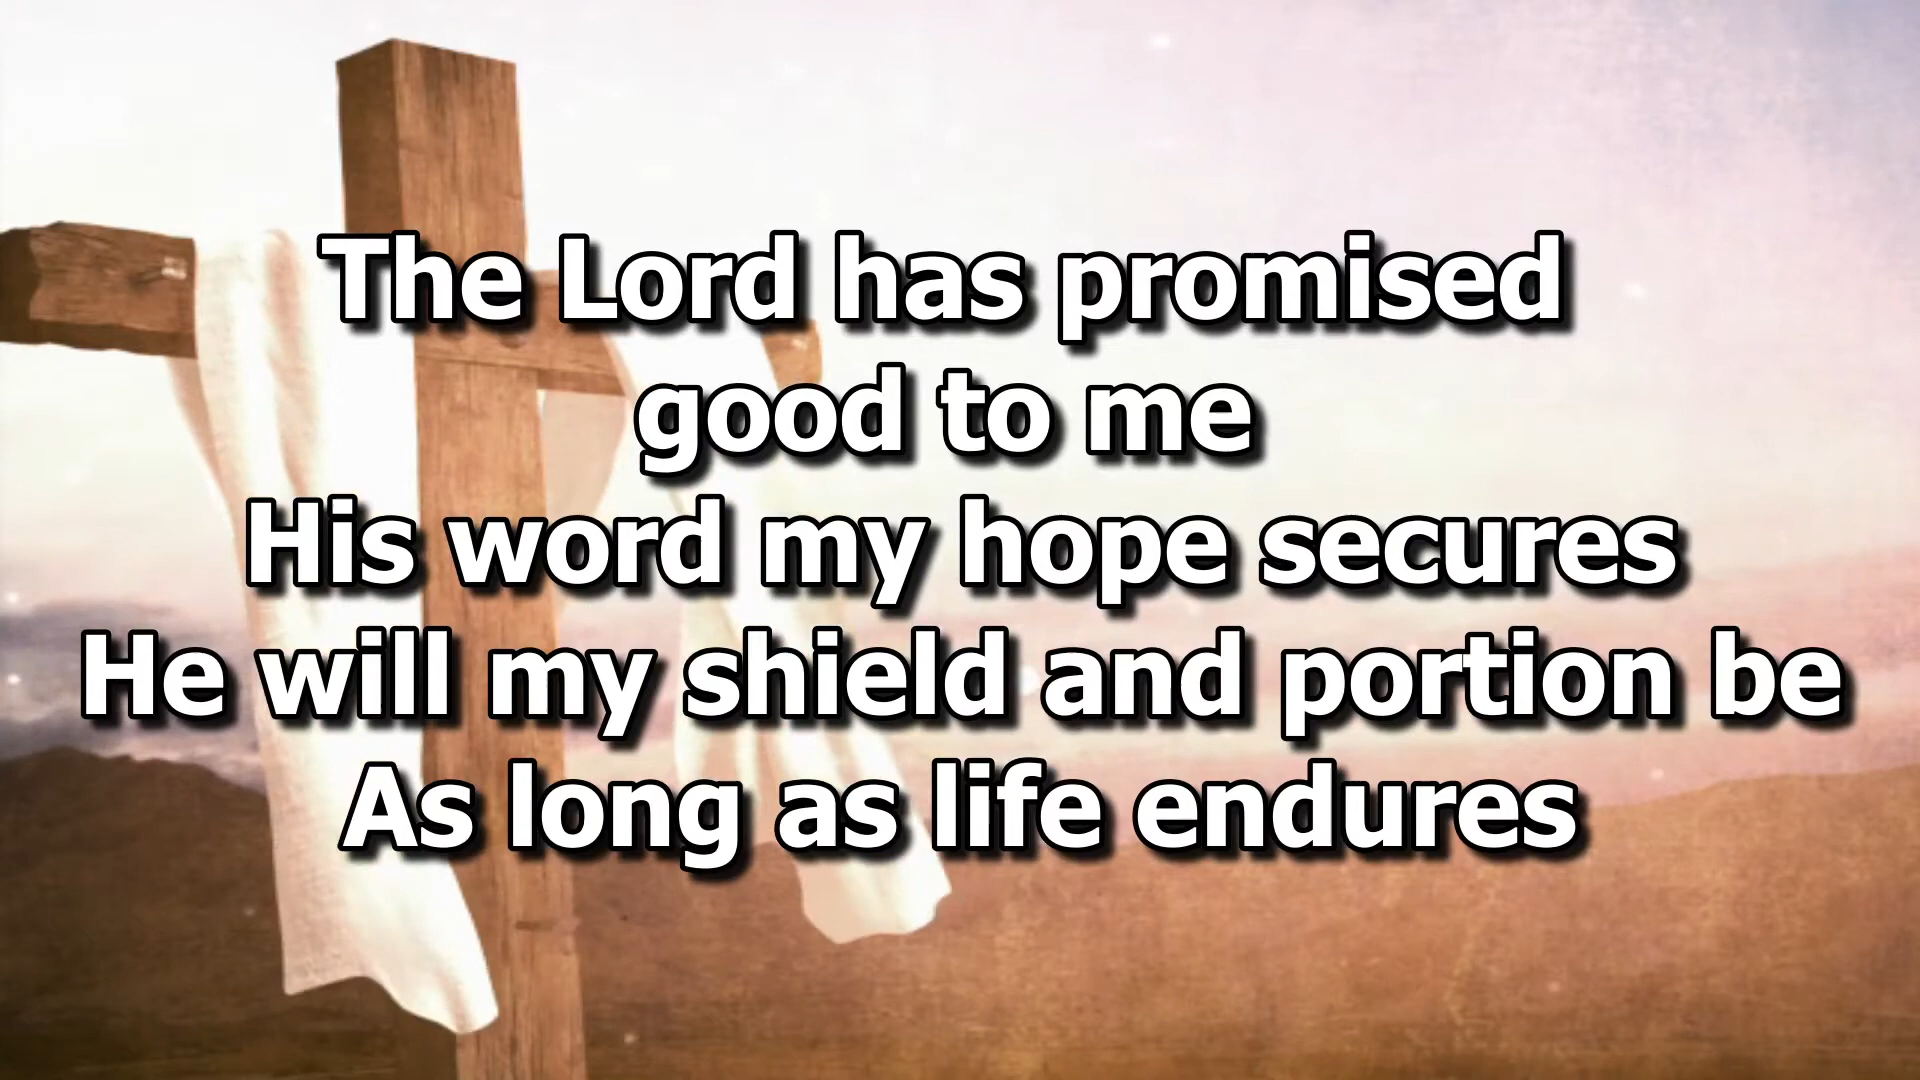 The Lord has promised
good to me
His word my hope secures
He will my shield and portion be
As long as life endures